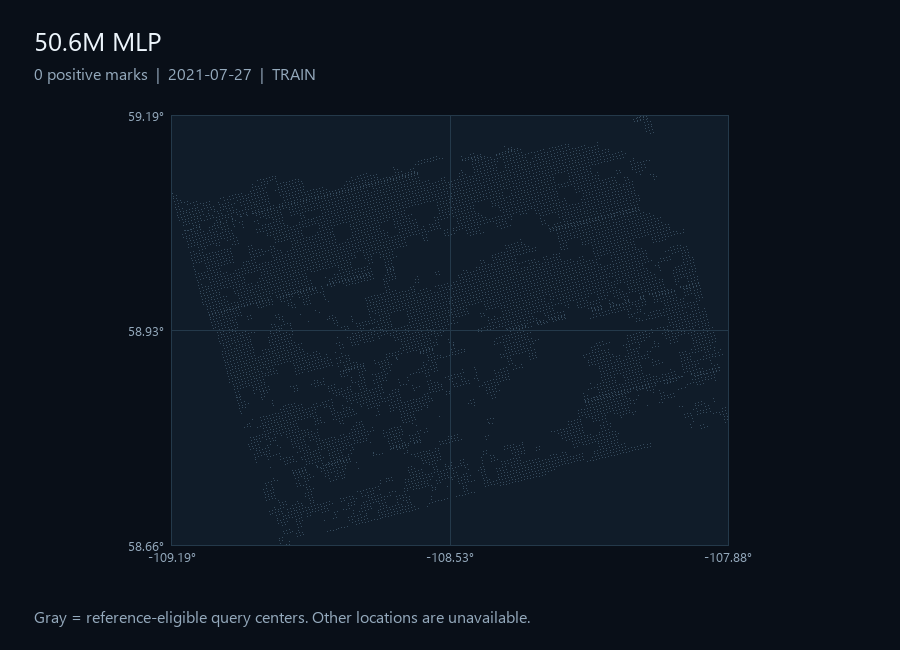 50.6M MLP
0 positive marks | 2021-07-27 | TRAIN
59.19°
58.93°
58.66°
-109.19°
-108.53°
-107.88°
Gray = reference-eligible query centers. Other locations are unavailable.